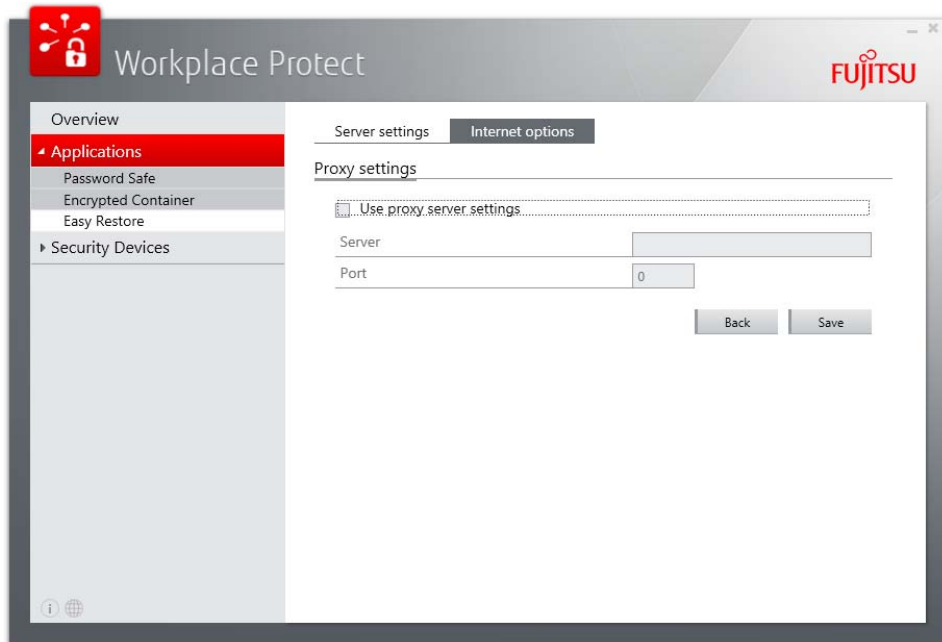 Workplace Protect
FUJITSU
Overview
Applications
Password Safe
Encrypted Container
Easy Restore
Security Devices
Server settings
Internet options
Proxy settings
Use proxy server settings
Server
Port
0
Back
Save